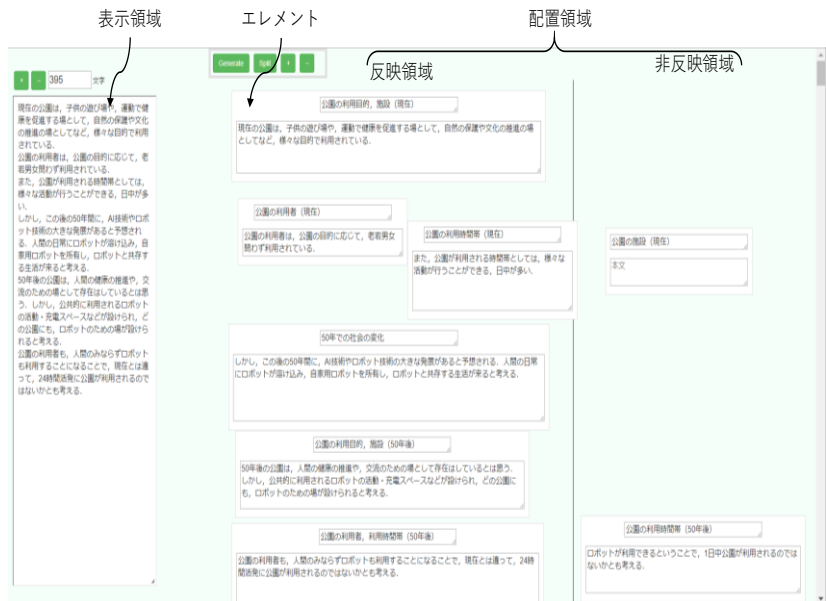 表示領域
エレメント
配置領域
反映領域
非反映領域
Generate
Split
+
-
+
-
395
文字
現在の公園は，子供の遊び場や，運動で健
康を促進する場として，自然の保護や文化
の推進の場としてなど，様々な目的で利用
されている．
公園の利用者は，公園の目的に応じて，老
若男女問わず利用されている．
また，公園が利用される時間帯としては，
様々な活動が行うことができる，日中が多
い．
しかし，この後の50年間に，AI技術やロボ
ット技術の大きな発展があると予想され
る．人間の日常にロボットが溶け込み，自
家用ロボットを所有し，ロボットと共存す
る生活が来ると考える．
50年後の公園は，人間の健康の推進や，交
流のための場として存在はしているとは思
う．しかし，公共的に利用されるロボット
の活動・充電スペースなどが設けられ，ど
の公園にも，ロボットのための場が設けら
れると考える．
公園の利用者も，人間のみならずロボット
も利用することになることで，現在とは違
って，24時間活発に公園が利用されるので
はないかとも考える．
公園の利用目的，施設（現在）
現在の公園は，子供の遊び場や，運動で健康を促進する場として，自然の保護や文化の推進の場
としてなど，様々な目的で利用されている．
公園の利用者（現在）
公園の利用者は，公園の目的に応じて，老若男女
問わず利用されている．
公園の利用時間帯（現在）
また，公園が利用される時間帯としては，様々な
活動が行うことができる，日中が多い．
公園の施設（現在）
本文
50年での社会の変化
しかし，この後の50年間に，AI技術やロボット技術の大きな発展があると予想される．人間の日常
にロボットが溶け込み，自家用ロボットを所有し，ロボットと共存する生活が来ると考える．
公園の利用目的，施設（50年後）
50年後の公園は，人間の健康の推進や，交流のための場として存在はしているとは思う．
しかし，公共的に利用されるロボットの活動・充電スペースなどが設けられ，どの公園に
も，ロボットのための場が設けられると考える．
公園の利用者，利用時間帯（50年後）
公園の利用者も，人間のみならずロボットも利用することになることで，現在とは違って，24時
間活発に公園が利用されるのではないかとも考える．
公園の利用時間帯（50年後）
ロボットが利用できるということで，1日中公園が利用されるのでは
ないかとも考える．